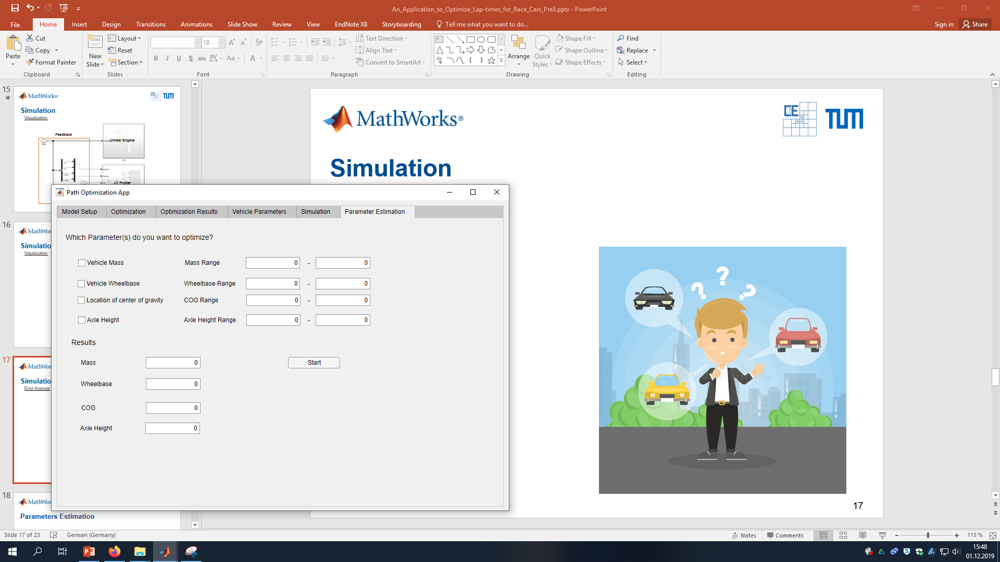 An_Application_to_Optimize_Lap-times_for_Race_Cars_Pre3.pptx - PowerPoint
File Home Insert Design Transitions Animations Slide Show Review View EndNote X8 Storyboarding Tell me what you want to do... Sign in Share
Paste
Cut
Copy
Format Painter
Clipboard
New Slide
Layout
Reset
Section
Slides
18
B I U S abc AV Aa A
Font
Text Direction
Align Text
Convert to SmartArt
Paragraph
Arrange
Quick Styles
Shape Fill
Shape Outline
Shape Effects
Drawing
Find
Replace
Select
Editing
15
MathWorks®
CE TUM
Simulation
Visualization
Feedback
Unreal Engine
XY Plotter
16
MathWor
Simulatio
Visualization
17
MathWor
Simulatio
Error Analysis
18
MathWor
Parameters Estimation
MathWorks®
CE TUM
Simulation
? ? ?
17
Path Optimization App
Model Setup Optimization Optimization Results Vehicle Parameters Simulation Parameter Estimation
Which Parameter(s) do you want to optimize?
Vehicle Mass Mass Range 0 - 0
Vehicle Wheelbase Wheelbase Range 0 - 0
Location of center of gravity COG Range 0 - 0
Axle Height Axle Height Range 0 - 0
Results
Mass 0 Start
Wheelbase 0
COG 0
Axle Height 0
Slide 17 of 23 German (Germany) Notes Comments 115 %
15:48
01.12.2019